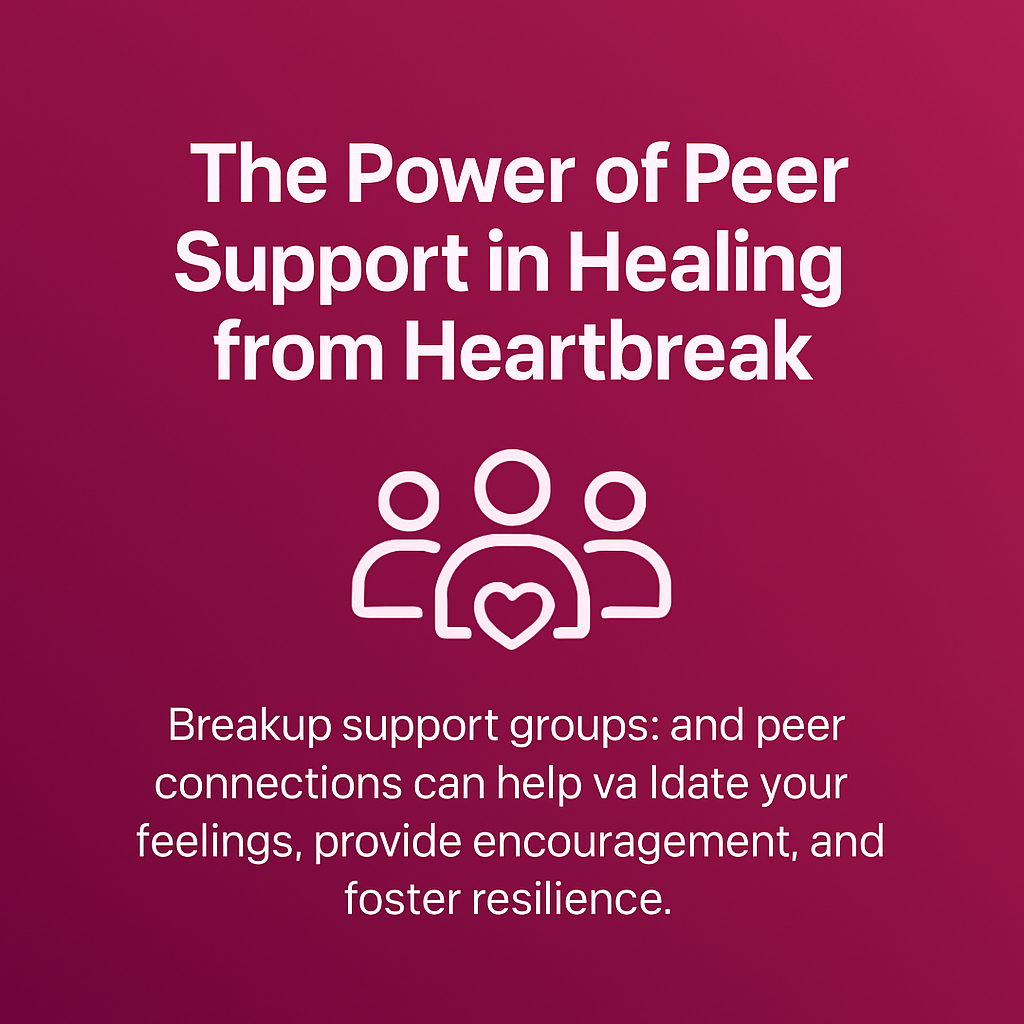 The Power of Peer
Support in Healing
from Heartbreak
Breakup support groups: and peer
connections can help va ldate your
feelings, provide encouragement, and
foster resilience.